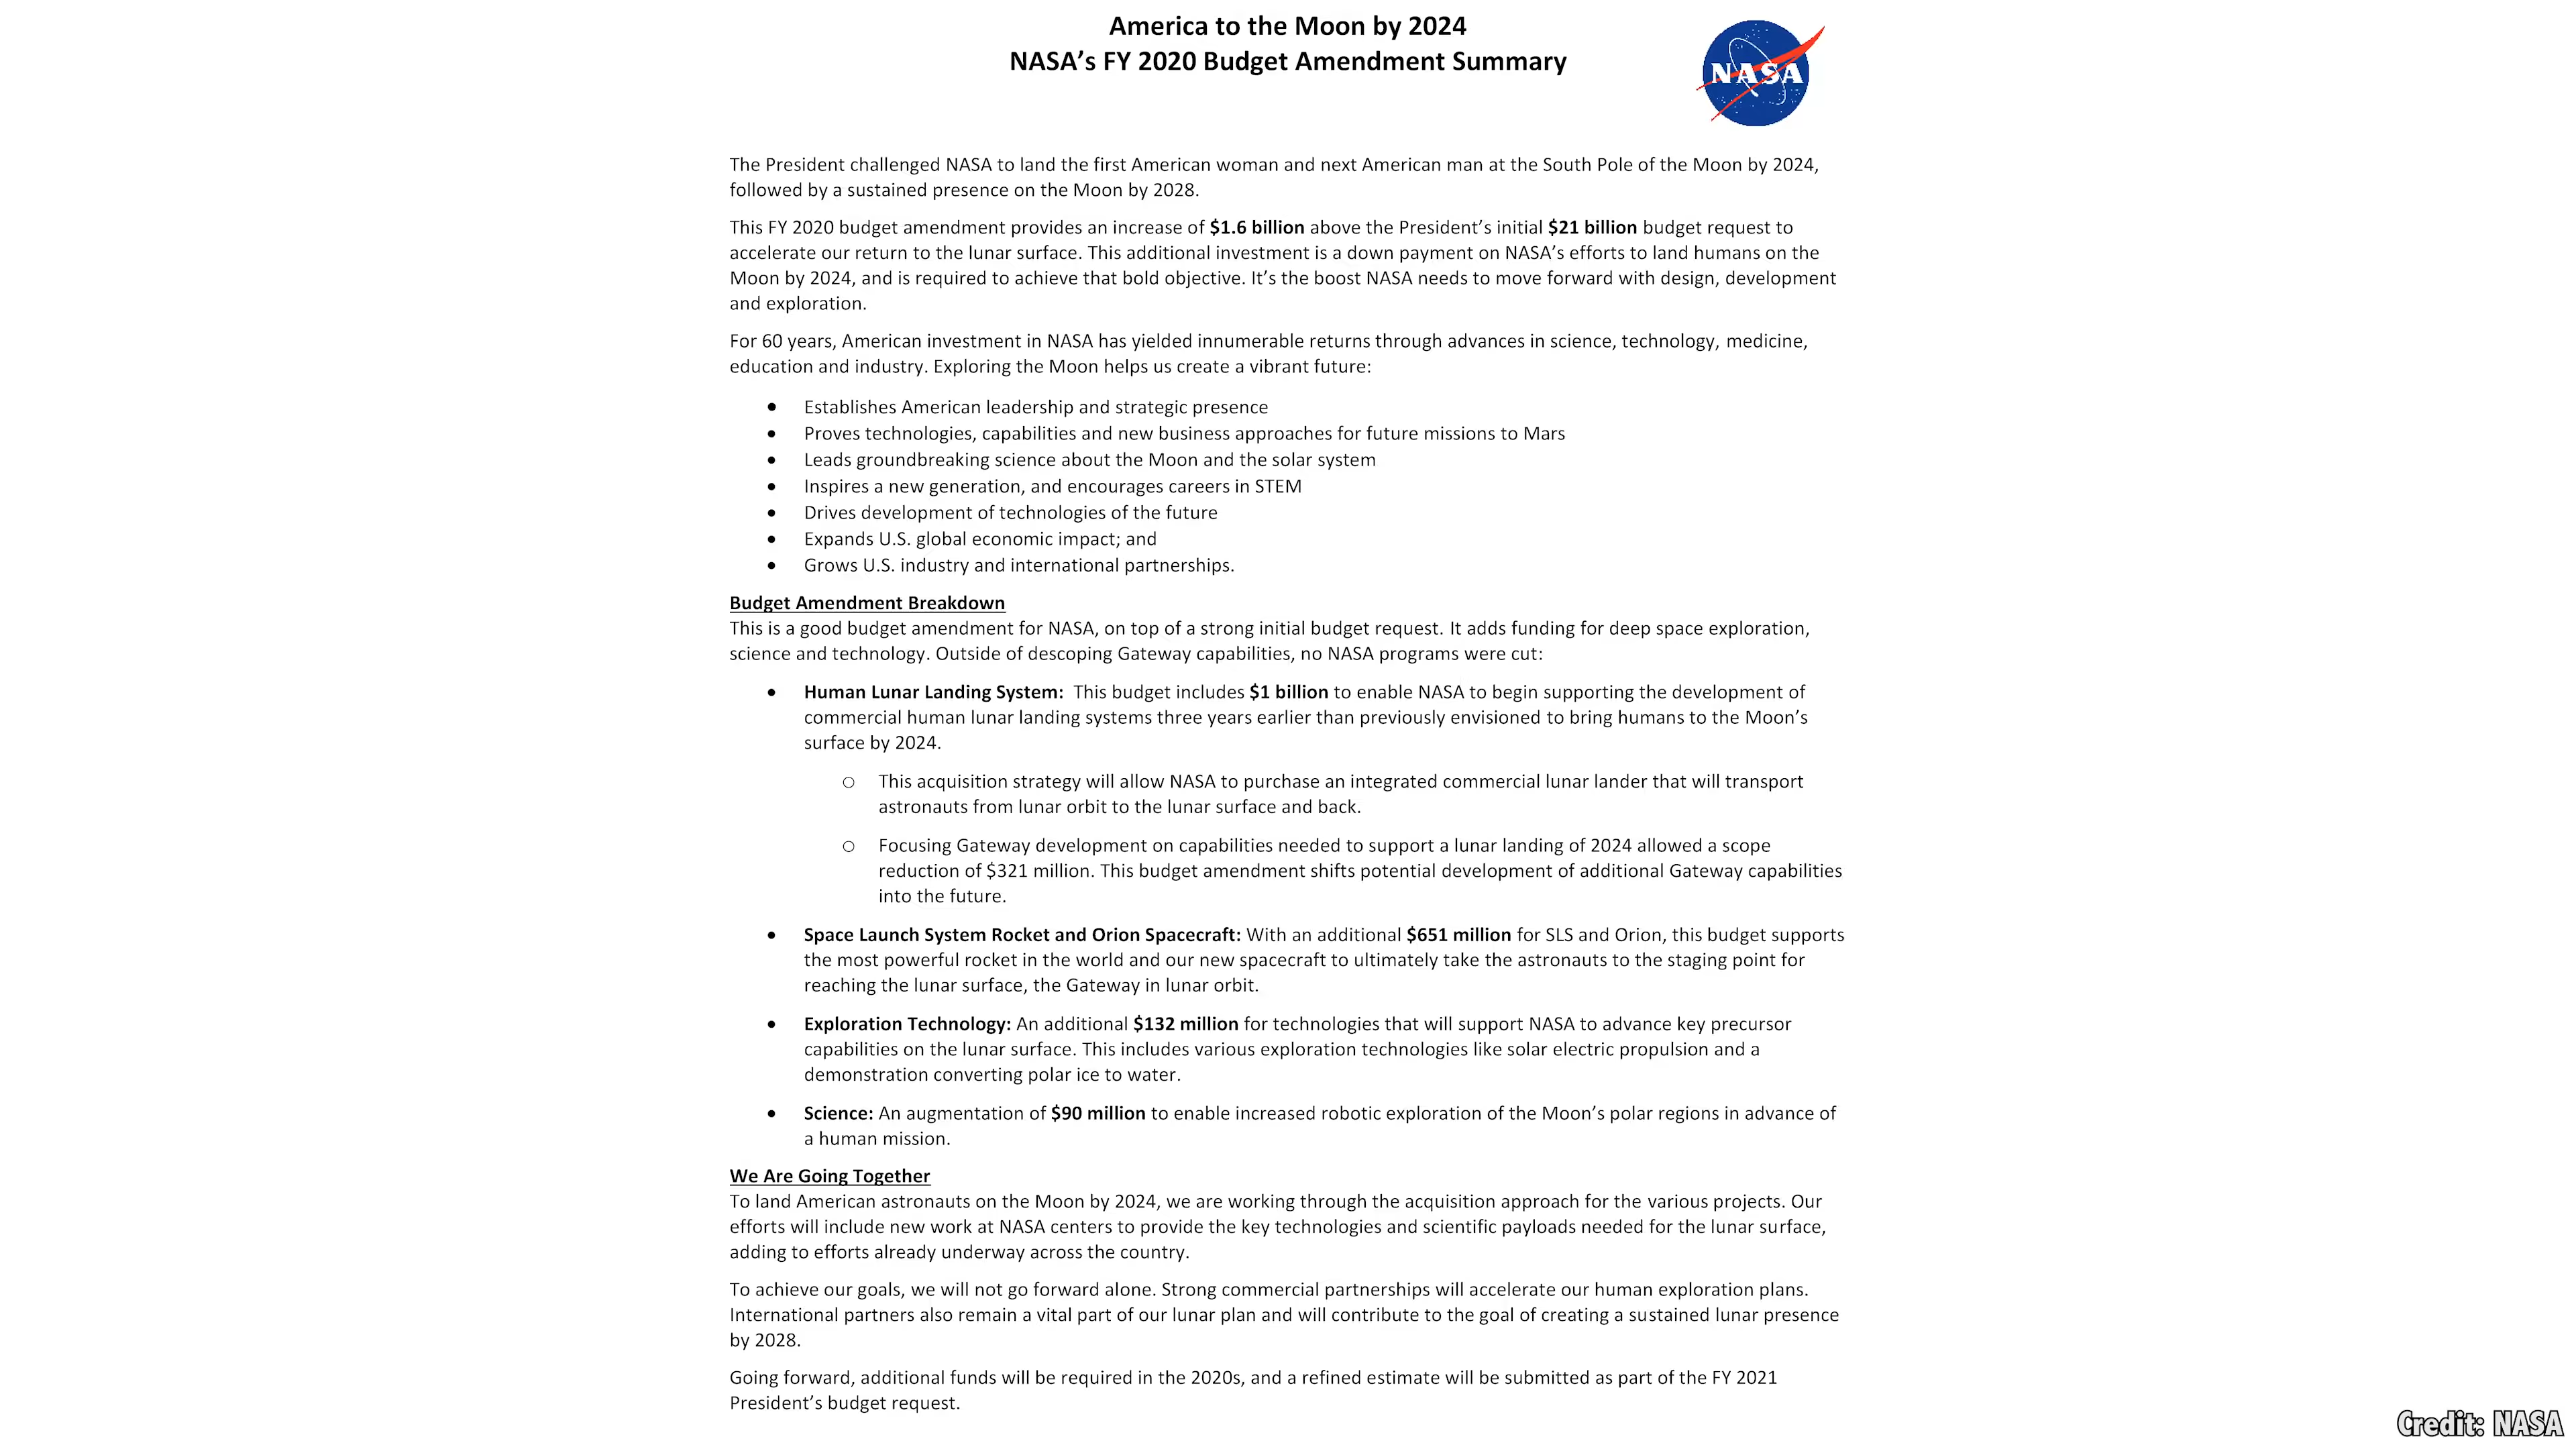 America to the Moon by 2024
NASA's FY 2020 Budget Amendment Summary
NASA
The President challenged NASA to land the first American woman and next American man at the South Pole of the Moon by 2024,
followed by a sustained presence on the Moon by 2028.
This FY 2020 budget amendment provides an increase of $1.6 billion above the President's initial $21 billion budget request to
accelerate our return to the lunar surface. This additional investment is a down payment on NASA's efforts to land humans on the
Moon by 2024, and is required to achieve that bold objective. It's the boost NASA needs to move forward with design, development
and exploration.
For 60 years, American investment in NASA has yielded innumerable returns through advances in science, technology, medicine,
education and industry. Exploring the Moon helps us create a vibrant future:
• Establishes American leadership and strategic presence
• Proves technologies, capabilities and new business approaches for future missions to Mars
• Leads groundbreaking science about the Moon and the solar system
• Inspires a new generation, and encourages careers in STEM
• Drives development of technologies of the future
• Expands U.S. global economic impact; and
• Grows U.S. industry and international partnerships.
Budget Amendment Breakdown
This is a good budget amendment for NASA, on top of a strong initial budget request. It adds funding for deep space exploration,
science and technology. Outside of descoping Gateway capabilities, no NASA programs were cut:
• Human Lunar Landing System: This budget includes $1 billion to enable NASA to begin supporting the development of
commercial human lunar landing systems three years earlier than previously envisioned to bring humans to the Moon's
surface by 2024.
○ This acquisition strategy will allow NASA to purchase an integrated commercial lunar lander that will transport
astronauts from lunar orbit to the lunar surface and back.
○ Focusing Gateway development on capabilities needed to support a lunar landing of 2024 allowed a scope
reduction of $321 million. This budget amendment shifts potential development of additional Gateway capabilities
into the future.
• Space Launch System Rocket and Orion Spacecraft: With an additional $651 million for SLS and Orion, this budget supports
the most powerful rocket in the world and our new spacecraft to ultimately take the astronauts to the staging point for
reaching the lunar surface, the Gateway in lunar orbit.
• Exploration Technology: An additional $132 million for technologies that will support NASA to advance key precursor
capabilities on the lunar surface. This includes various exploration technologies like solar electric propulsion and a
demonstration converting polar ice to water.
• Science: An augmentation of $90 million to enable increased robotic exploration of the Moon's polar regions in advance of
a human mission.
We Are Going Together
To land American astronauts on the Moon by 2024, we are working through the acquisition approach for the various projects. Our
efforts will include new work at NASA centers to provide the key technologies and scientific payloads needed for the lunar surface,
adding to efforts already underway across the country.
To achieve our goals, we will not go forward alone. Strong commercial partnerships will accelerate our human exploration plans.
International partners also remain a vital part of our lunar plan and will contribute to the goal of creating a sustained lunar presence
by 2028.
Going forward, additional funds will be required in the 2020s, and a refined estimate will be submitted as part of the FY 2021
President's budget request.
Credit: NASA